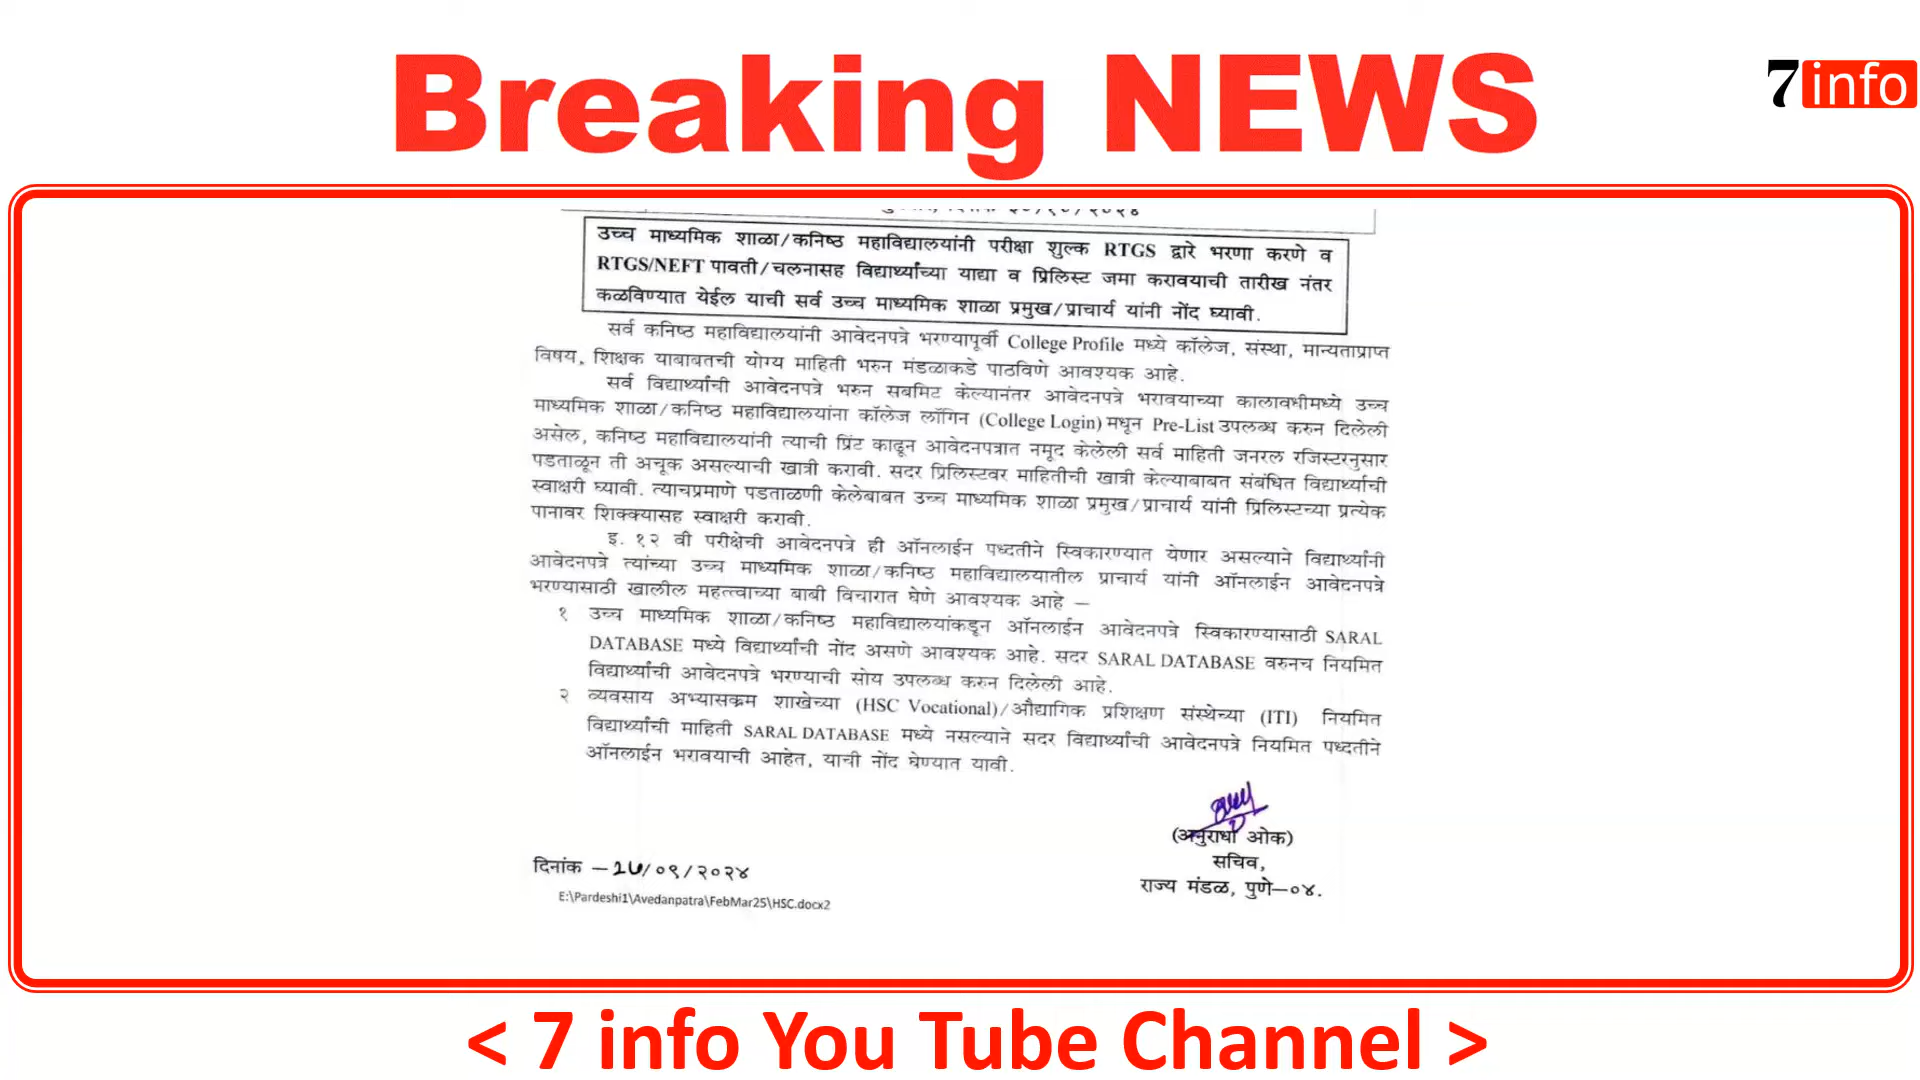 Breaking NEWS
7info
उच्च माध्यमिक शाळा/कनिष्ठ महाविद्यालयांनी परीक्षा शुल्क RTGS द्वारे भरणा करणे व
RTGS/NEFT पावती/चलनासह विद्यार्थ्यांच्या याद्या व प्रिलिस्ट जमा करावयाची तारीख नंतर
कळविण्यात येईल याची सर्व उच्च माध्यमिक शाळा प्रमुख/प्राचार्य यांनी नोंद घ्यावी.
सर्व कनिष्ठ महाविद्यालयांनी आवेदनपत्रे भरण्यापूर्वी College Profile मध्ये कॉलेज, संस्था, मान्यताप्राप्त
विषय, शिक्षक याबाबतची योग्य माहिती भरुन मंडळाकडे पाठविणे आवश्यक आहे.
सर्व विद्यार्थ्यांची आवेदनपत्रे भरुन सबमिट केल्यानंतर आवेदनपत्रे भरावयाच्या कालावधीमध्ये उच्च
माध्यमिक शाळा/कनिष्ठ महाविद्यालयांना कॉलेज लॉगिन (College Login) मधून Pre-List उपलब्ध करुन दिलेली
असेल, कनिष्ठ महाविद्यालयांनी त्याची प्रिंट काढून आवेदनपत्रात नमूद केलेली सर्व माहिती जनरल रजिस्टरनुसार
पडताळून ती अचूक असल्याची खात्री करावी. सदर प्रिलिस्टवर माहितीची खात्री केल्याबाबत संबंधित विद्यार्थ्याची
स्वाक्षरी घ्यावी. त्याचप्रमाणे पडताळणी केलेबाबत उच्च माध्यमिक शाळा प्रमुख/प्राचार्य यांनी प्रिलिस्टच्या प्रत्येक
पानावर शिक्क्यासह स्वाक्षरी करावी.
इ. १२ वी परीक्षेची आवेदनपत्रे ही ऑनलाईन पध्दतीने स्विकारण्यात येणार असल्याने विद्यार्थ्यांनी
आवेदनपत्रे त्यांच्या उच्च माध्यमिक शाळा/कनिष्ठ महाविद्यालयातील प्राचार्य यांनी ऑनलाईन आवेदनपत्रे
भरण्यासाठी खालील महत्त्वाच्या बाबी विचारात घेणे आवश्यक आहे –
१ उच्च माध्यमिक शाळा/कनिष्ठ महाविद्यालयांकडून ऑनलाईन आवेदनपत्रे स्विकारण्यासाठी SARAL
DATABASE मध्ये विद्यार्थ्यांची नोंद असणे आवश्यक आहे. सदर SARAL DATABASE वरुनच नियमित
विद्यार्थ्यांची आवेदनपत्रे भरण्याची सोय उपलब्ध करुन दिलेली आहे.
२ व्यवसाय अभ्यासक्रम शाखेच्या (HSC Vocational)/औद्यागिक प्रशिक्षण संस्थेच्या (ITI) नियमित
विद्यार्थ्यांची माहिती SARAL DATABASE मध्ये नसल्याने सदर विद्यार्थ्यांची आवेदनपत्रे नियमित पध्दतीने
ऑनलाईन भरावयाची आहेत, याची नोंद घेण्यात यावी.
(अनुराधा ओक)
सचिव,
राज्य मंडळ, पुणे–०४.
दिनांक – २७/०९/२०२४
E:\Pardeshi1\Avedanpatra\FebMar25\HSC.docx2
< 7 info You Tube Channel >